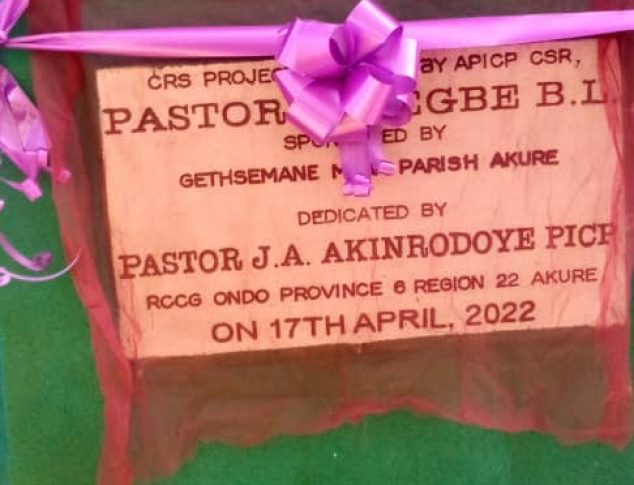 CRS PROJEC BY APICP CSR,
PASTOR EGBE B.L
SPO ED BY
GETHSEMANE M PARISH AKURE
DEDICATED BY
PASTOR J.A. AKINRODOYE PICP
RCCG ONDO PROVINCE 6 REGION 22 AKURE
ON 17TH APRIL, 2022